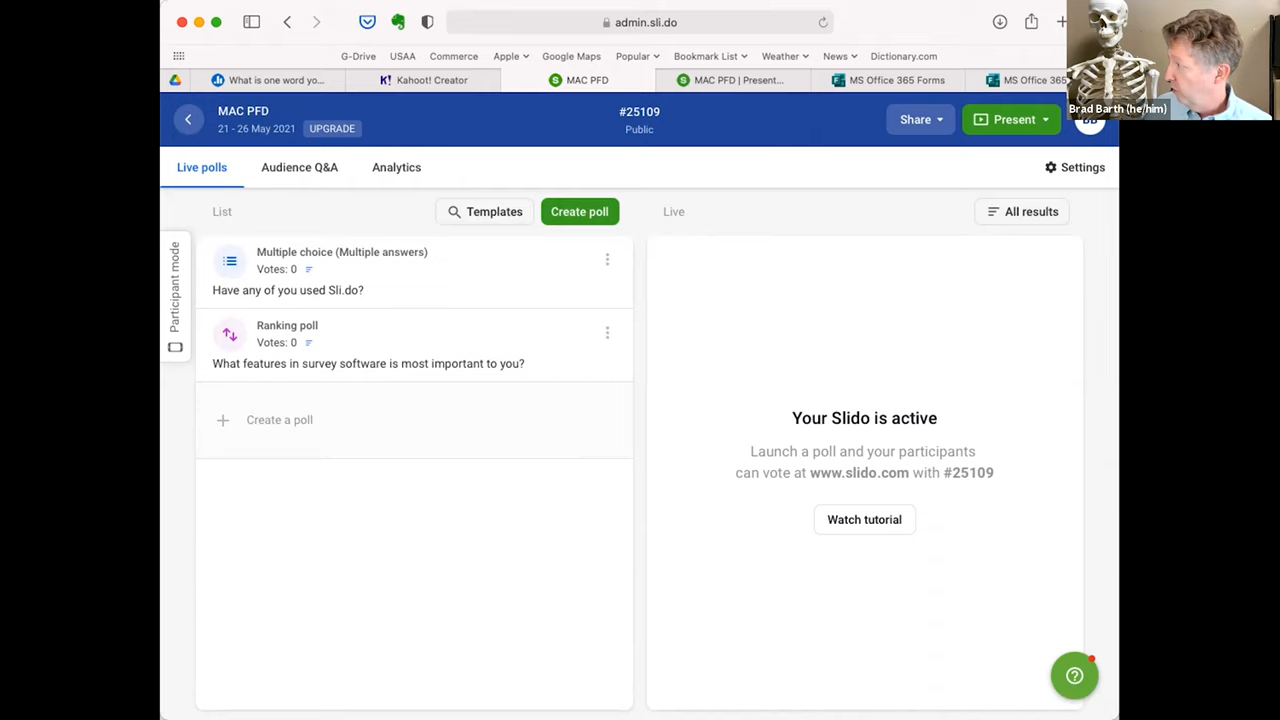 admin.sli.do
G-Drive USAA Commerce Apple Google Maps Popular Bookmark List Weather News Dictionary.com
What is one word yo... Kahoot! Creator MAC PFD MAC PFD | Present... MS Office 365 Forms MS Office 365
Brad Barth (he/him)
MAC PFD
21 - 26 May 2021 UPGRADE
#25109
Public
Share Present
Live polls Audience Q&A Analytics Settings
List Templates Create poll Live All results
Participant mode
Multiple choice (Multiple answers)
Votes: 0
Have any of you used Sli.do?
Ranking poll
Votes: 0
What features in survey software is most important to you?
Create a poll
Your Slido is active
Launch a poll and your participants
can vote at www.slido.com with #25109
Watch tutorial